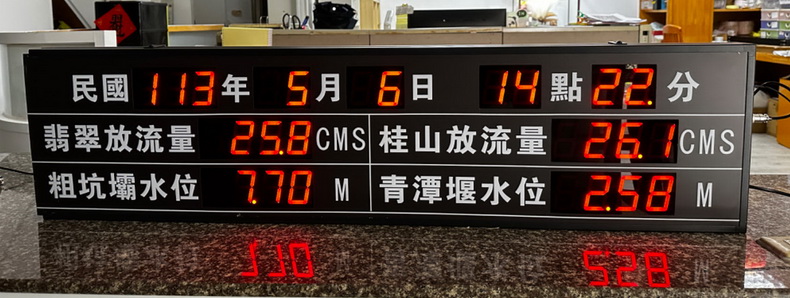 民國 113 年 5 月 6 日 14 點 22. 分
翡翠放流量 25.8 CMS 桂山放流量 26.1 CMS
粗坑壩水位 7.70 M 青潭堰水位 2.58 M